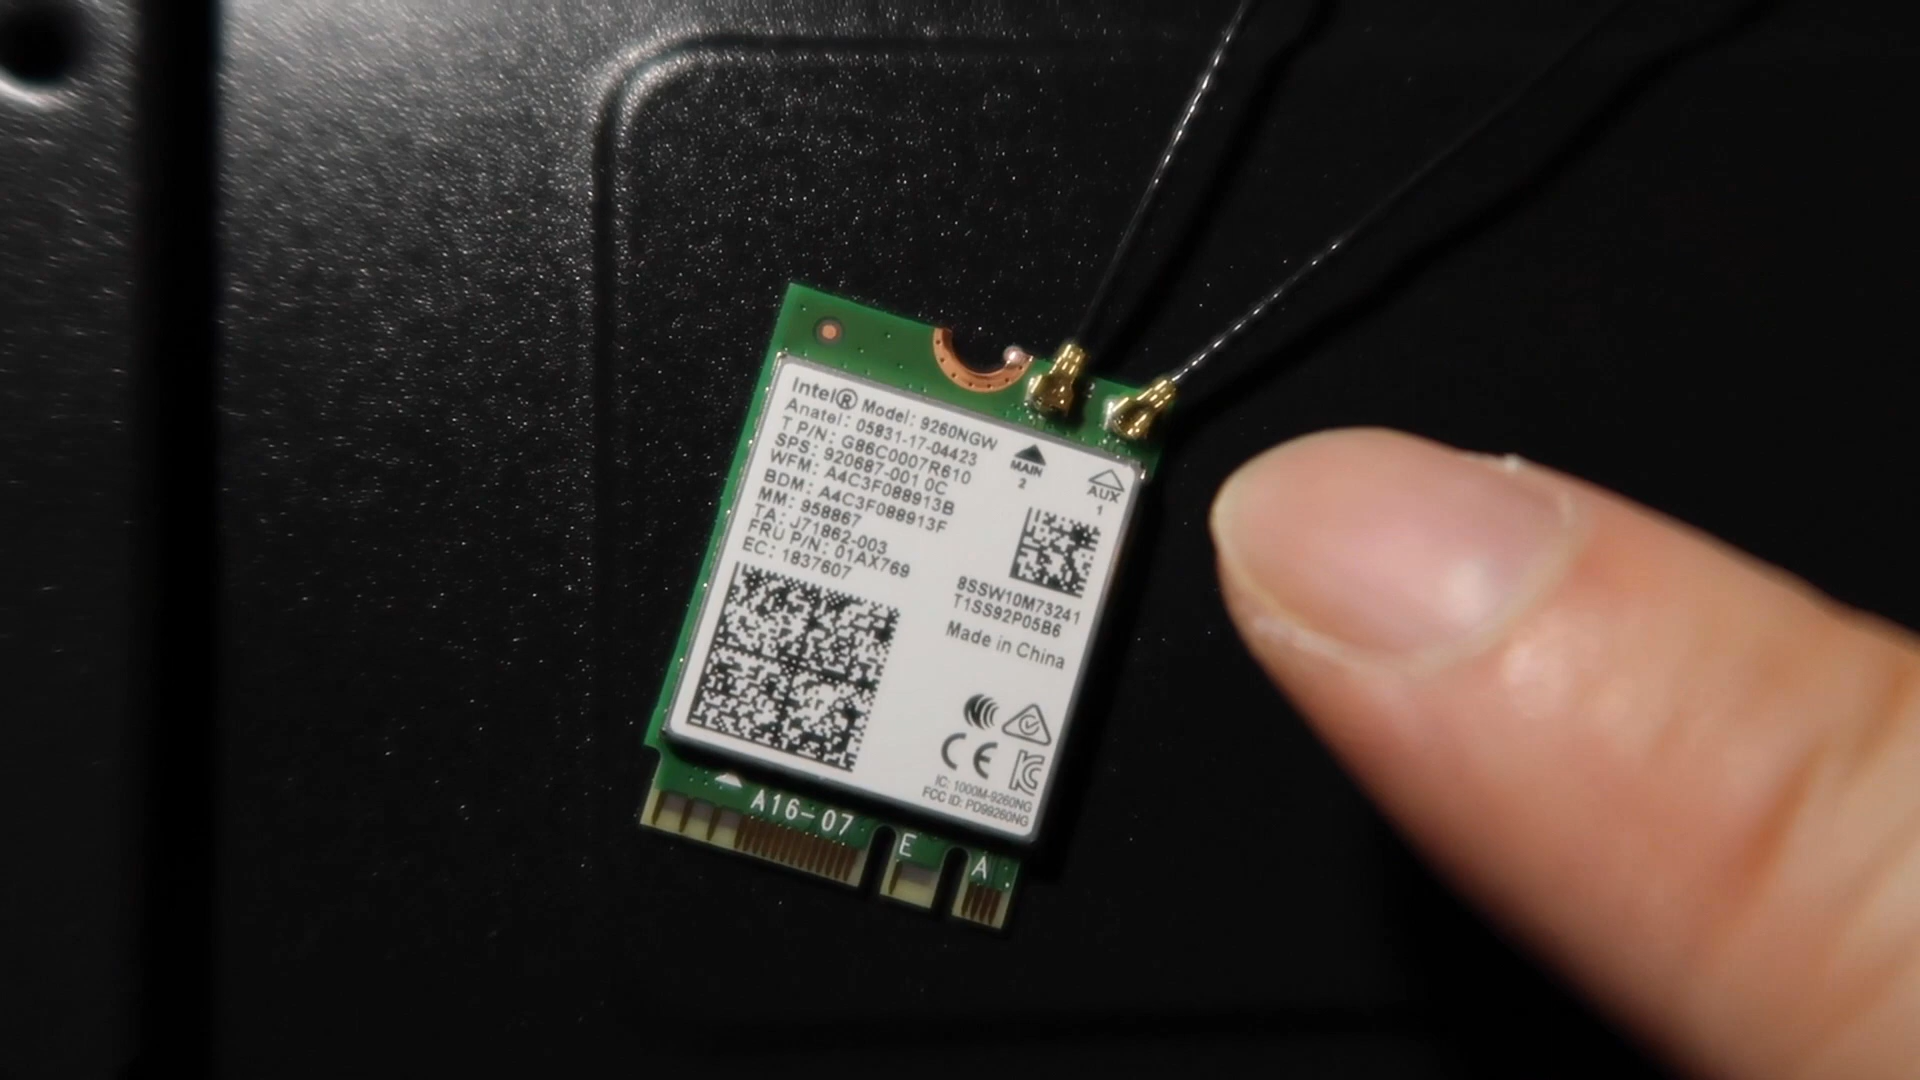 Intel® Model: 9260NGW
Anatel: 05831-17-04423
T P/N: G86C0007R610
SPS: 920687-001 0C
WFM: A4C3F088913B
BDM: A4C3F088913F
MM: 958867
TA: J71862-003
FRU P/N: 01AX769
EC: 1837607
MAIN
2
AUX
1
8SSW10M73241
T1SS92P05B6
Made in China
CE
IC: 1000M-9260NG
FCC ID: PD99260NG
A16-07
E
A